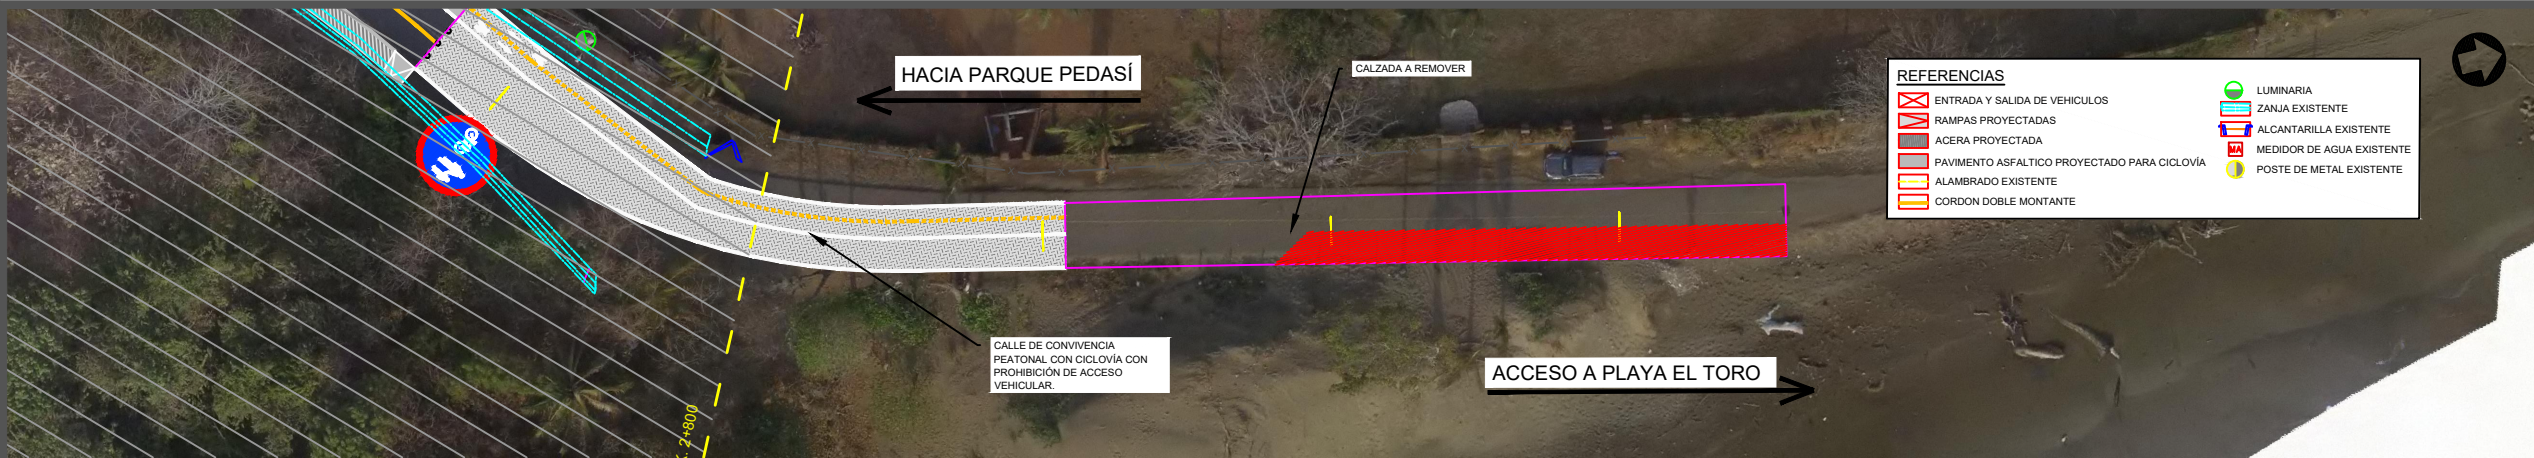 HACIA PARQUE PEDASÍ
CALZADA A REMOVER
REFERENCIAS
ENTRADA Y SALIDA DE VEHICULOS
RAMPAS PROYECTADAS
ACERA PROYECTADA
PAVIMENTO ASFALTICO PROYECTADO PARA CICLOVÍA
ALAMBRADO EXISTENTE
CORDON DOBLE MONTANTE
LUMINARIA
ZANJA EXISTENTE
ALCANTARILLA EXISTENTE
MA MEDIDOR DE AGUA EXISTENTE
POSTE DE METAL EXISTENTE
CALLE DE CONVIVENCIA
PEATONAL CON CICLOVÍA CON
PROHIBICIÓN DE ACCESO
VEHICULAR.
ACCESO A PLAYA EL TORO
2+800